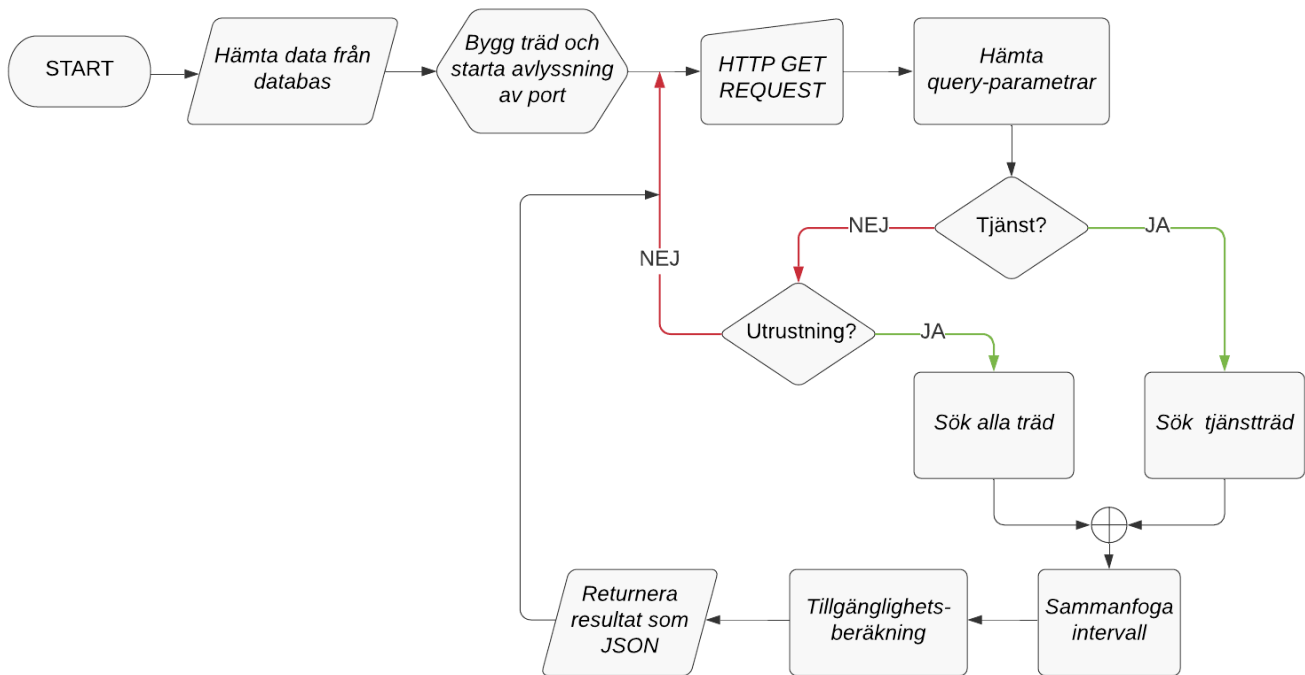 START
Hämta data från
databas
Bygg träd och
starta avlyssning
av port
HTTP GET
REQUEST
Hämta
query-parametrar
Tjänst?
NEJ
JA
NEJ
Utrustning?
JA
Sök alla träd
Sök  tjänstträd
Returnera
resultat som
JSON
Tillgänglighets-
beräkning
Sammanfoga
intervall